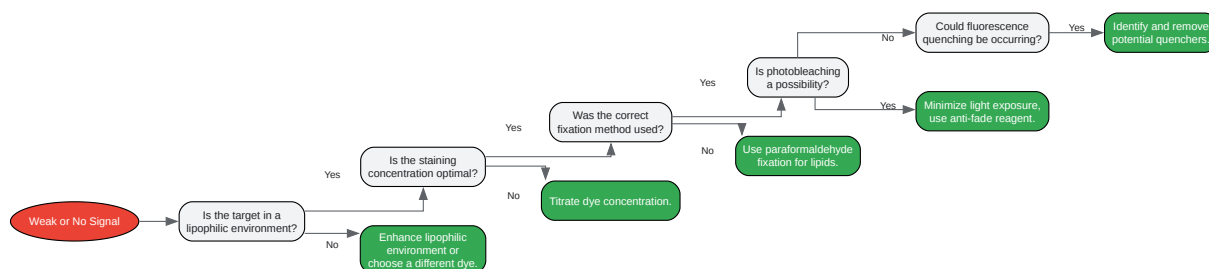 Could fluorescence
quenching be occurring?
Yes
Identify and remove
potential quenchers.
No
Is photobleaching
a possibility?
Yes
Yes
Minimize light exposure,
use anti-fade reagent.
Was the correct
fixation method used?
Yes
No
Use paraformaldehyde
fixation for lipids.
Is the staining
concentration optimal?
Yes
No
Titrate dye concentration.
Weak or No Signal
Is the target in a
lipophilic environment?
No
Enhance lipophilic
environment or
choose a different dye.